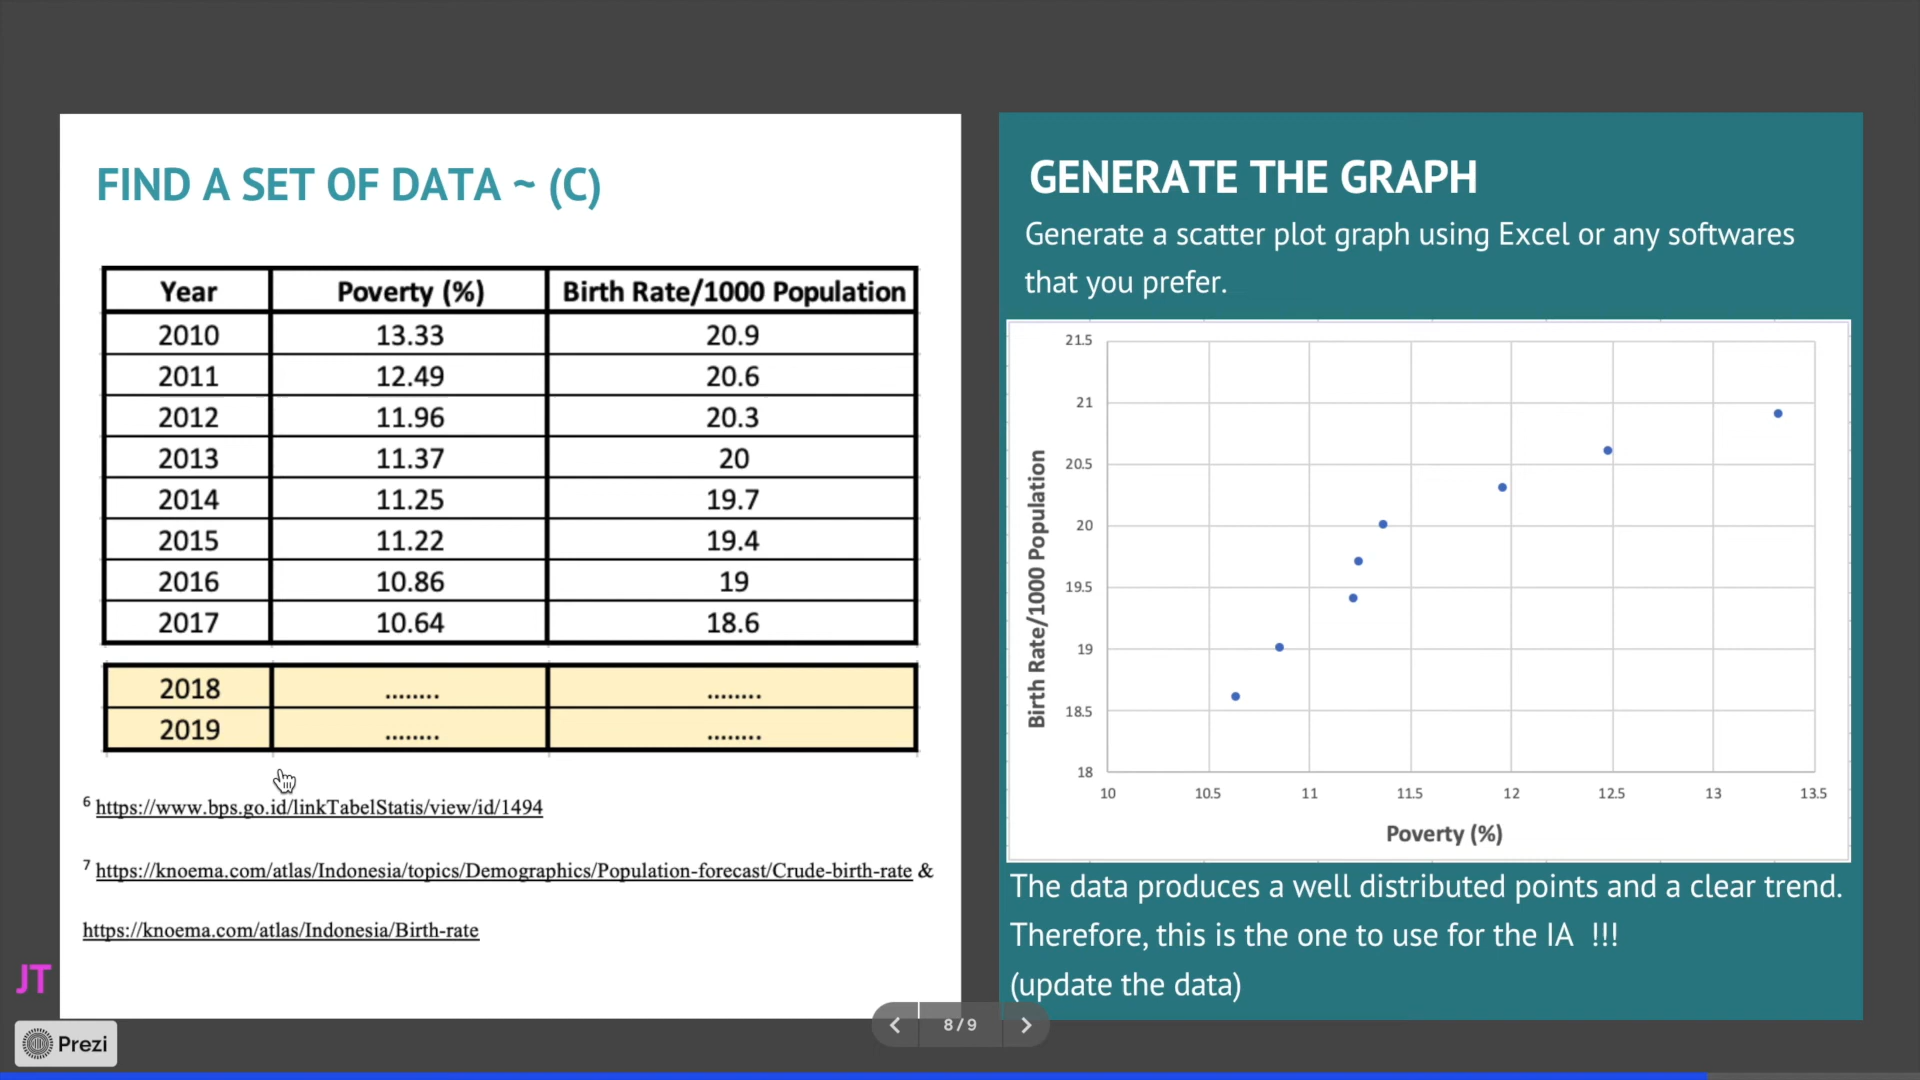 FIND A SET OF DATA ~ (C)
Year Poverty (%) Birth Rate/1000 Population
2010 13.33 20.9
2011 12.49 20.6
2012 11.96 20.3
2013 11.37 20
2014 11.25 19.7
2015 11.22 19.4
2016 10.86 19
2017 10.64 18.6
2018 ........ ........
2019 ........ ........
6 https://www.bps.go.id/linkTabelStatis/view/id/1494
7 https://knoema.com/atlas/Indonesia/topics/Demographics/Population-forecast/Crude-birth-rate &
https://knoema.com/atlas/Indonesia/Birth-rate
JT
Prezi
GENERATE THE GRAPH
Generate a scatter plot graph using Excel or any softwares
that you prefer.
21.5
21
20.5
20
19.5
19
18.5
18
Birth Rate/1000 Population
10 10.5 11 11.5 12 12.5 13 13.5
Poverty (%)
The data produces a well distributed points and a clear trend.
Therefore, this is the one to use for the IA !!!
(update the data)
8/9